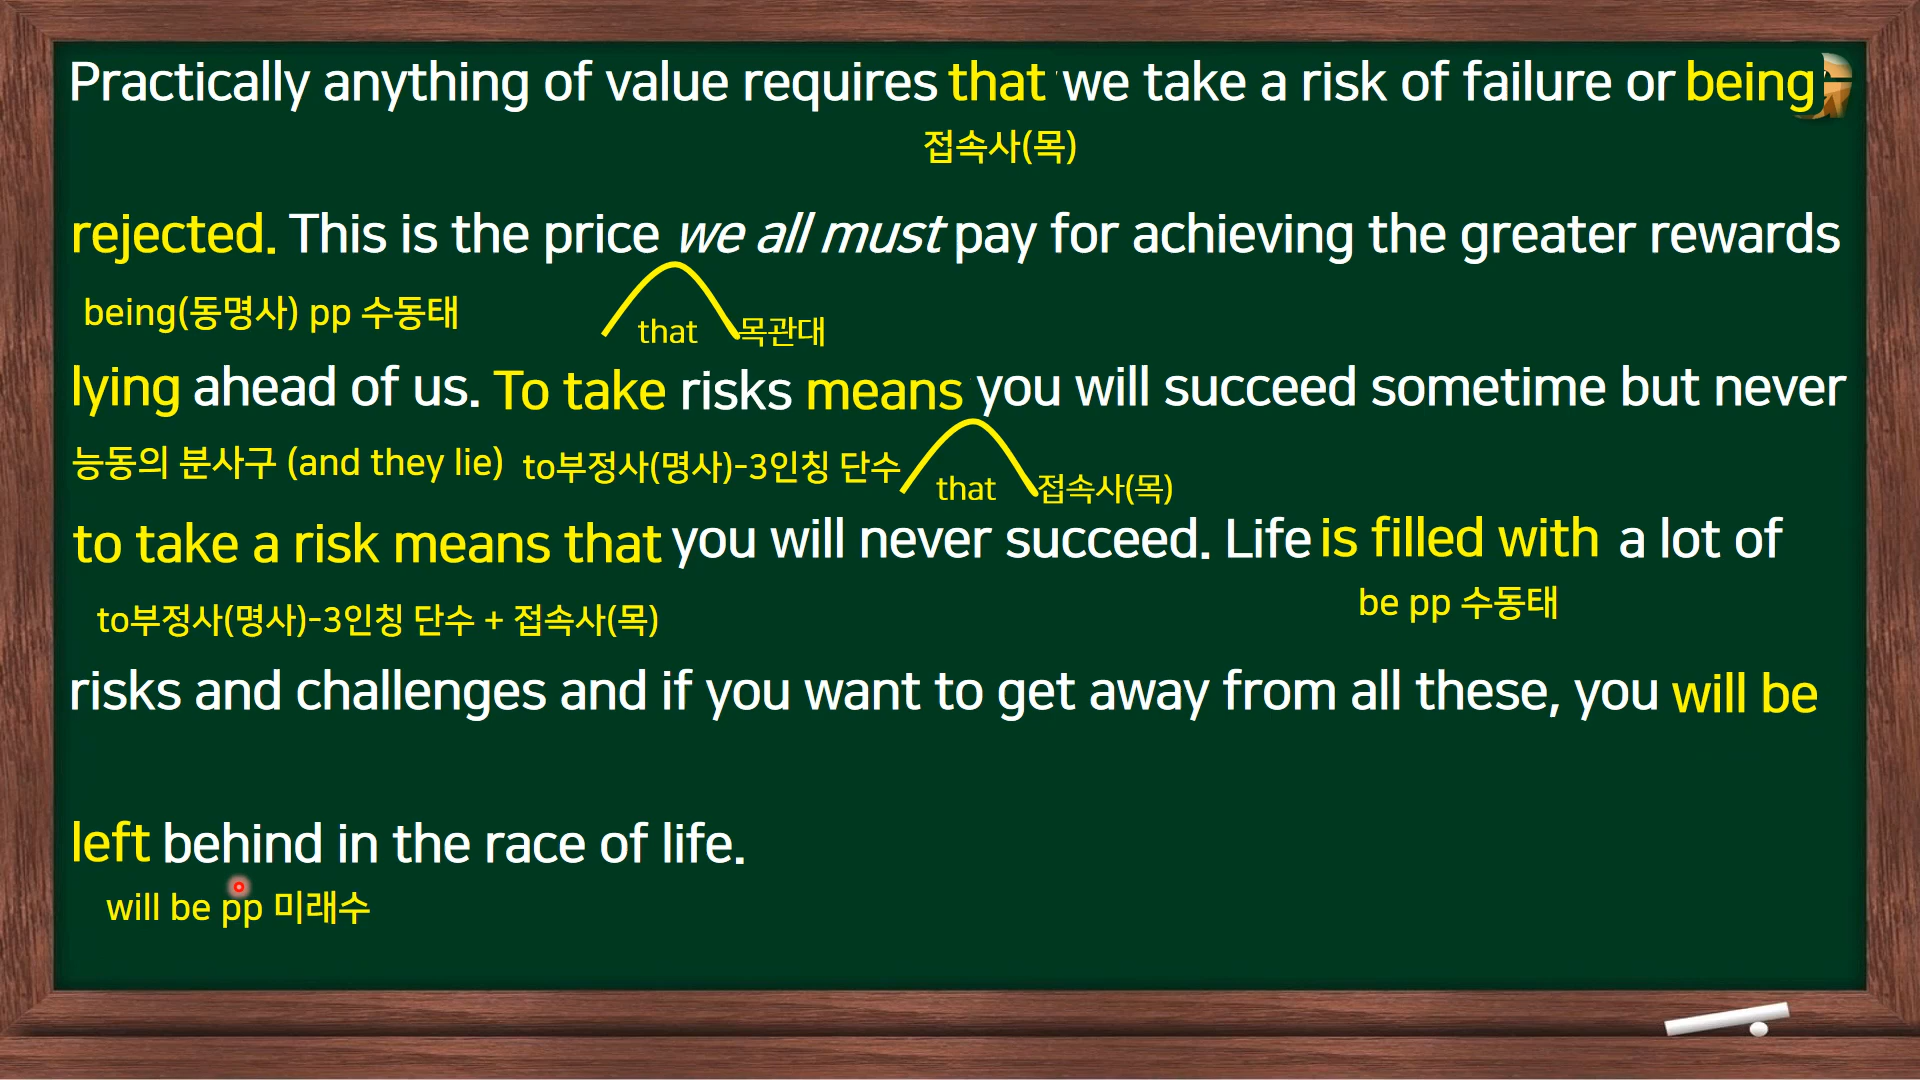 Practically anything of value requires that we take a risk of failure or being
접속사(목)
rejected. This is the price we all must pay for achieving the greater rewards
being(동명사) pp 수동태
that 목관대
lying ahead of us. To take risks means you will succeed sometime but never
능동의 분사구 (and they lie) to부정사(명사)-3인칭 단수
that 접속사(목)
to take a risk means that you will never succeed. Life is filled with a lot of
be pp 수동태
to부정사(명사)-3인칭 단수 + 접속사(목)
risks and challenges and if you want to get away from all these, you will be
left behind in the race of life.
will be pp 미래수